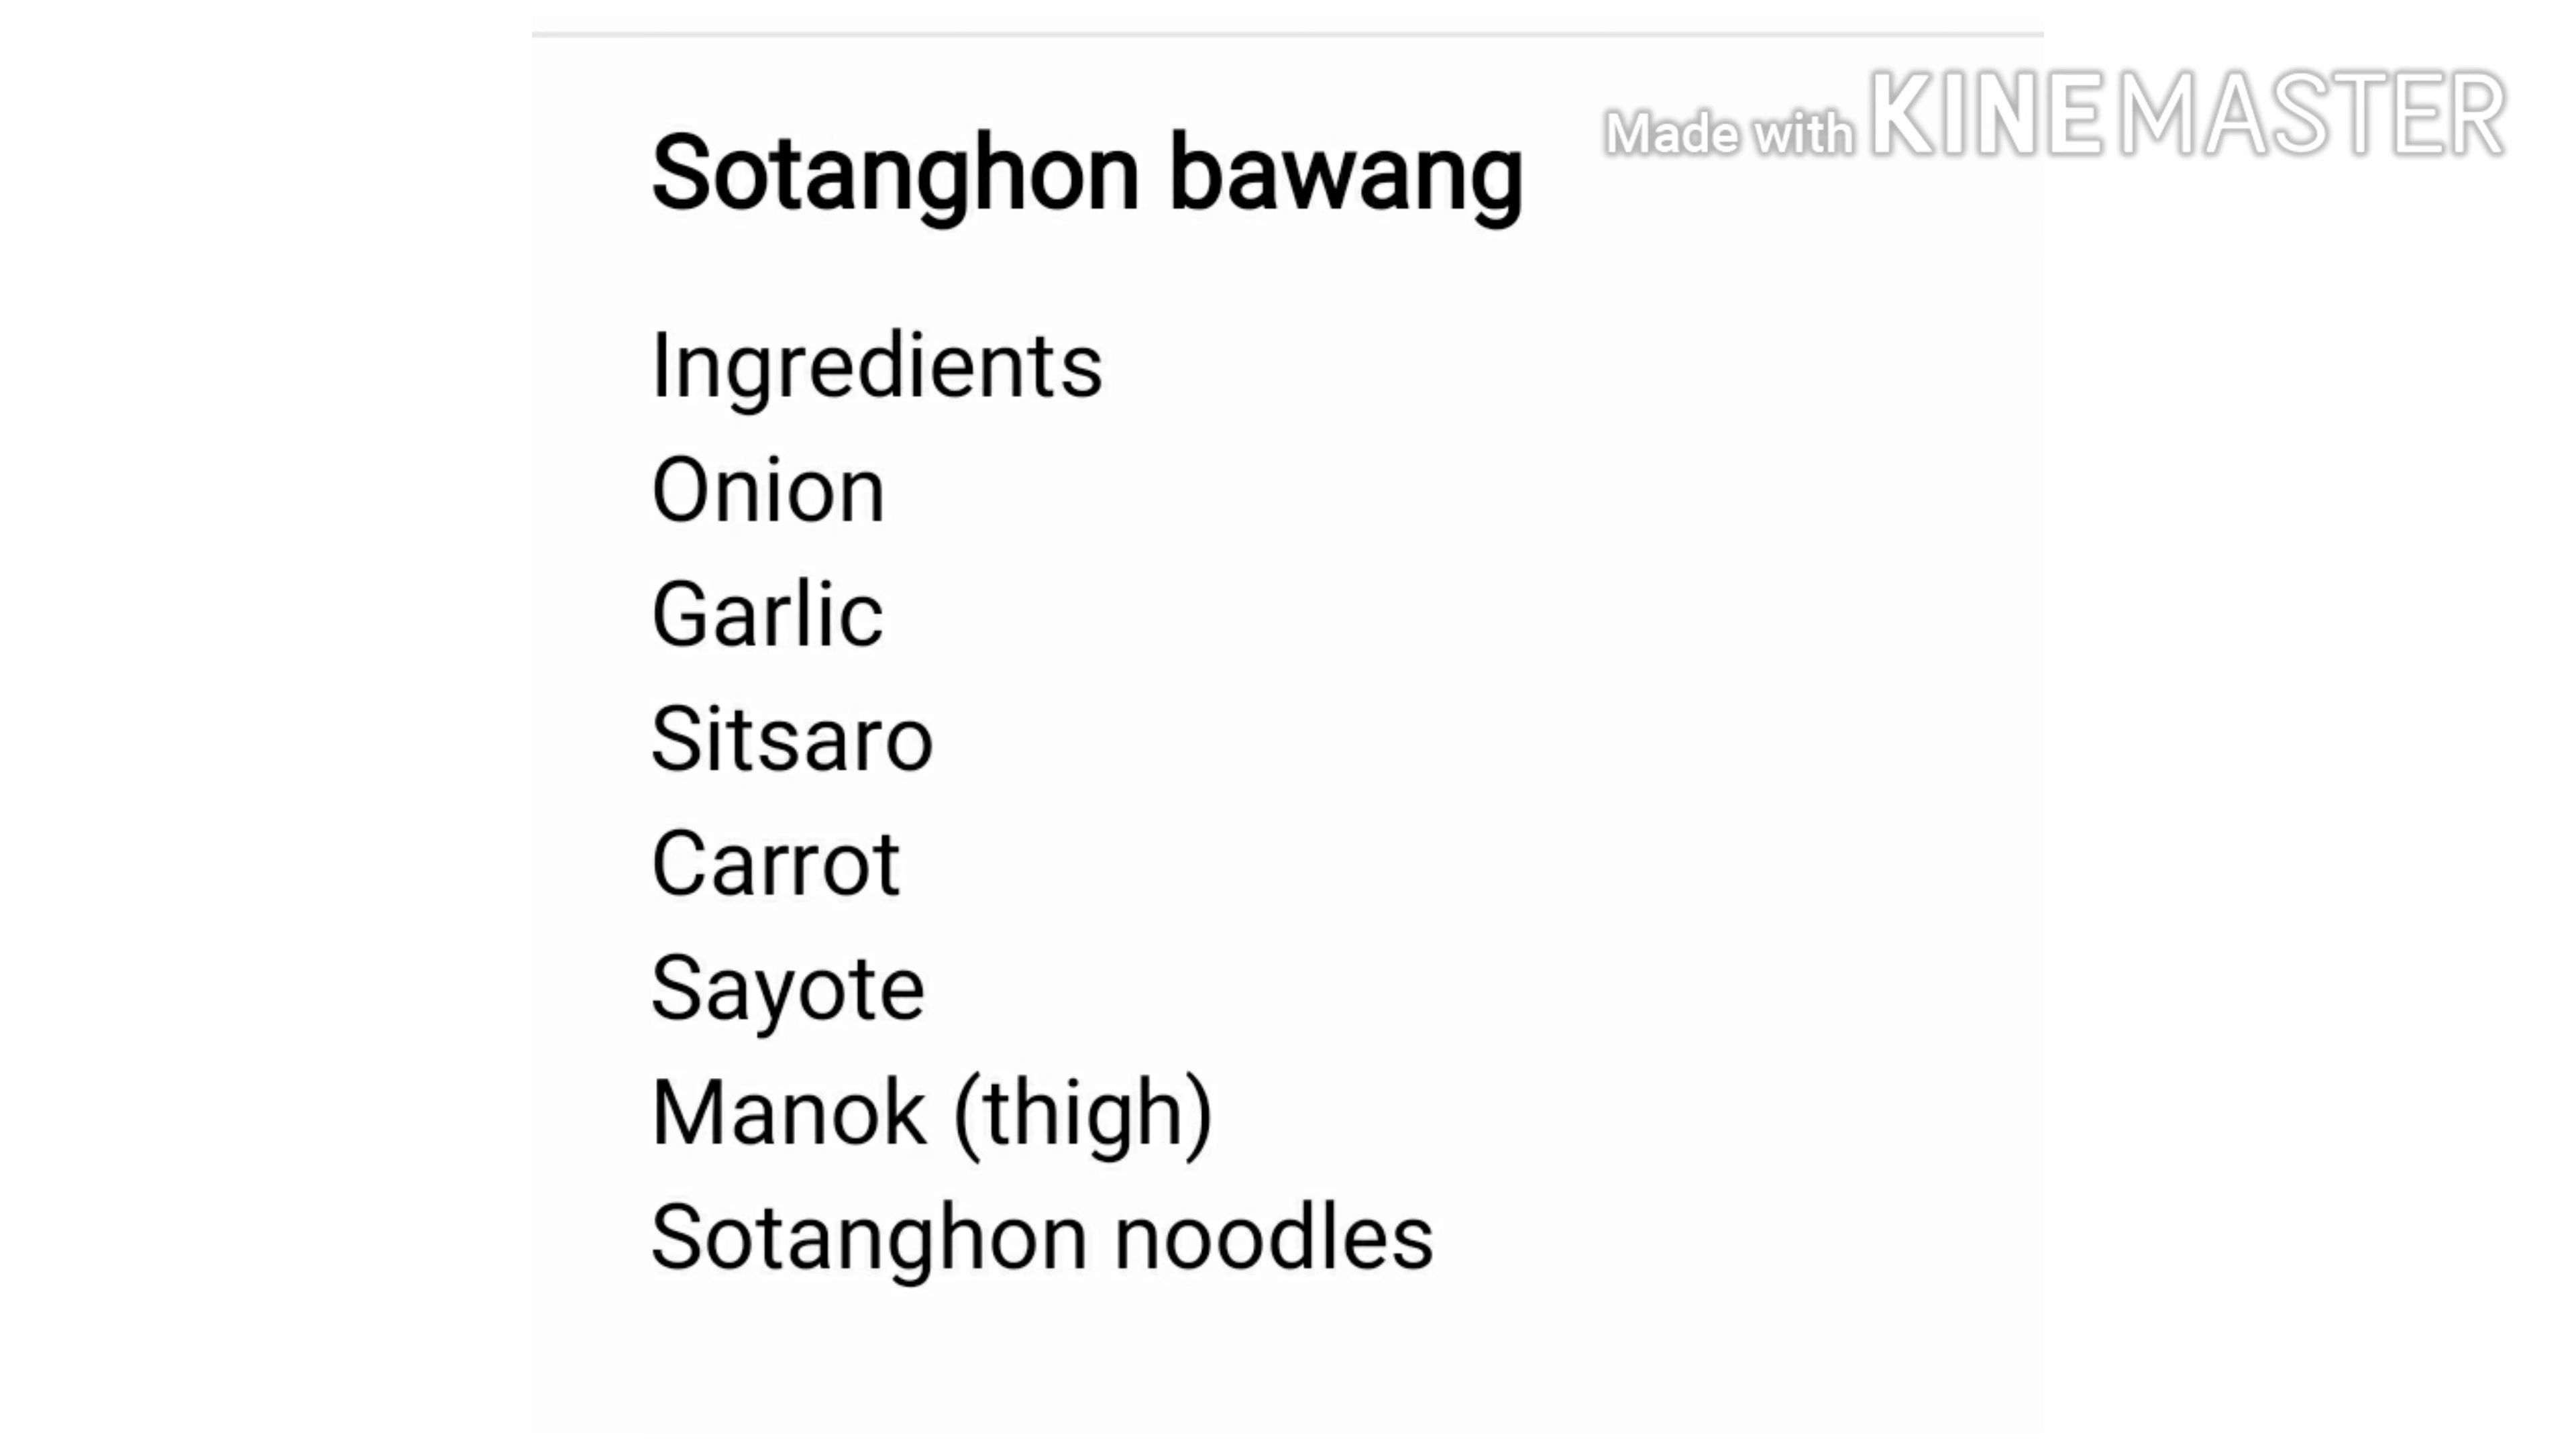 Made with KINEMASTER
Sotanghon bawang
Ingredients
Onion
Garlic
Sitsaro
Carrot
Sayote
Manok (thigh)
Sotanghon noodles